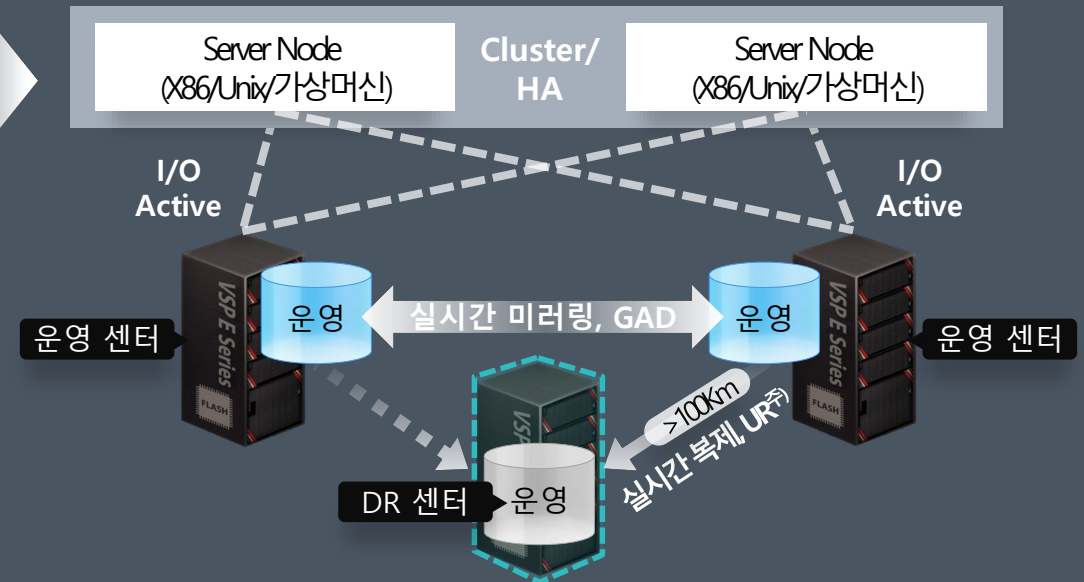 Server Node
(X86/Unix/가상머신)
Cluster/
HA
Server Node
(X86/Unix/가상머신)
I/O
Active
I/O
Active
VSP E Series
FLASH
운영
실시간 미러링, GAD
운영
VSP E Series
FLASH
운영 센터
운영 센터
>100Km
실시간 복제, UR주)
VSP
DR 센터
운영